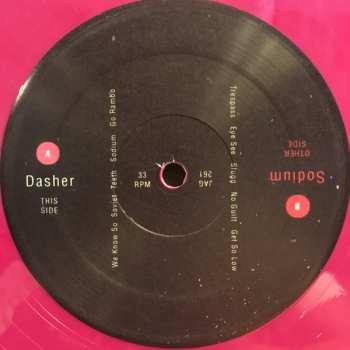 A
Dasher
THIS
SIDE
We Know So Soviet Teeth Sodium Go Rambo
33
RPM
JAG
261
Trespass Eye See Slugg No Guilt Get So Low
B
Sodium
OTHER
SIDE